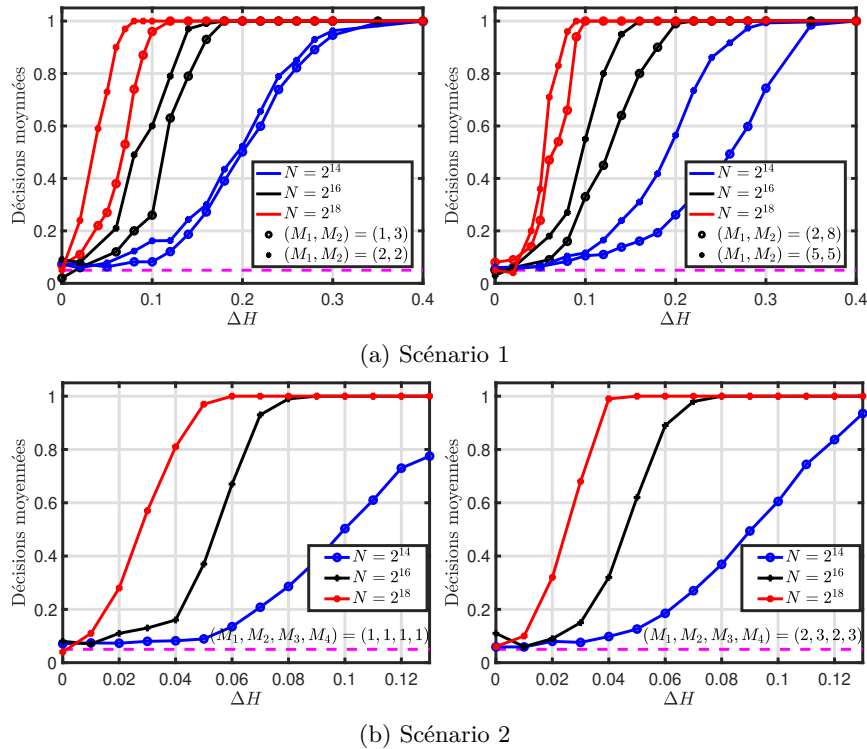 Décisions moynnées
1
0.8
0.6
0.4
0.2
0
N = 2^14
N = 2^16
N = 2^18
(M_1, M_2) = (1, 3)
(M_1, M_2) = (2, 2)
0 0.1 0.2 0.3 0.4
ΔH
Décisions moyennées
1
0.8
0.6
0.4
0.2
0
N = 2^14
N = 2^16
N = 2^18
(M_1, M_2) = (2, 8)
(M_1, M_2) = (5, 5)
0 0.1 0.2 0.3 0.4
ΔH
(a) Scénario 1
Décisions moyennées
1
0.8
0.6
0.4
0.2
0
N = 2^14
N = 2^16
N = 2^18
(M_1, M_2, M_3, M_4) = (1, 1, 1, 1)
0 0.02 0.04 0.06 0.08 0.1 0.12
ΔH
Décisions moyennées
1
0.8
0.6
0.4
0.2
0
N = 2^14
N = 2^16
N = 2^18
(M_1, M_2, M_3, M_4) = (2, 3, 2, 3)
0 0.02 0.04 0.06 0.08 0.1 0.12
ΔH
(b) Scénario 2